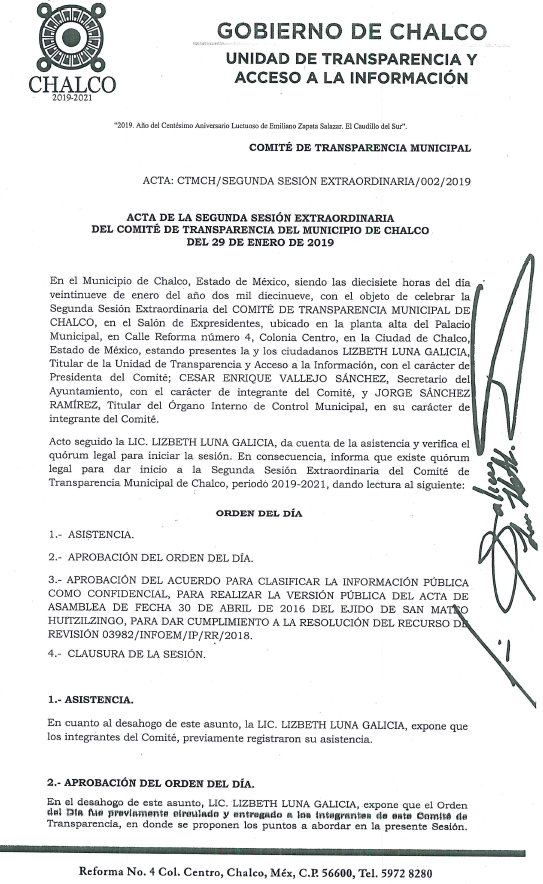 GOBIERNO DE CHALCO
UNIDAD DE TRANSPARENCIA Y
ACCESO A LA INFORMACIÓN
CHALCO
2019-2021
"2019. Año del Centésimo Aniversario Luctuoso de Emiliano Zapata Salazar. El Caudillo del Sur".
COMITÉ DE TRANSPARENCIA MUNICIPAL
ACTA: CTMCH/SEGUNDA SESIÓN EXTRAORDINARIA/002/2019
ACTA DE LA SEGUNDA SESIÓN EXTRAORDINARIA
DEL COMITÉ DE TRANSPARENCIA DEL MUNICIPIO DE CHALCO
DEL 29 DE ENERO DE 2019
En el Municipio de Chalco, Estado de México, siendo las diecisiete horas del día
veintinueve de enero del año dos mil diecinueve, con el objeto de celebrar la
Segunda Sesión Extraordinaria del COMITÉ DE TRANSPARENCIA MUNICIPAL DE
CHALCO, en el Salón de Expresidentes, ubicado en la planta alta del Palacio
Municipal, en Calle Reforma número 4, Colonia Centro, en la Ciudad de Chalco,
Estado de México, estando presentes la y los ciudadanos LIZBETH LUNA GALICIA,
Titular de la Unidad de Transparencia y Acceso a la Información, con el carácter de
Presidenta del Comité; CESAR ENRIQUE VALLEJO SÁNCHEZ, Secretario del
Ayuntamiento, con el carácter de integrante del Comité, y JORGE SÁNCHEZ
RAMÍREZ, Titular del Órgano Interno de Control Municipal, en su carácter de
integrante del Comité.
Acto seguido la LIC. LIZBETH LUNA GALICIA, da cuenta de la asistencia y verifica el
quórum legal para iniciar la sesión. En consecuencia, informa que existe quórum
legal para dar inicio a la Segunda Sesión Extraordinaria del Comité de
Transparencia Municipal de Chalco, periodo 2019-2021, dando lectura al siguiente:
ORDEN DEL DÍA
1.- ASISTENCIA.
2.- APROBACIÓN DEL ORDEN DEL DÍA.
3.- APROBACIÓN DEL ACUERDO PARA CLASIFICAR LA INFORMACIÓN PÚBLICA
COMO CONFIDENCIAL, PARA REALIZAR LA VERSIÓN PÚBLICA DEL ACTA DE
ASAMBLEA DE FECHA 30 DE ABRIL DE 2016 DEL EJIDO DE SAN MATEO
HUITZILZINGO, PARA DAR CUMPLIMIENTO A LA RESOLUCIÓN DEL RECURSO DE
REVISIÓN 03982/INFOEM/IP/RR/2018.
4.- CLAUSURA DE LA SESIÓN.
1.- ASISTENCIA.
En cuanto al desahogo de este asunto, la LIC. LIZBETH LUNA GALICIA, expone que
los integrantes del Comité, previamente registraron su asistencia.
2.- APROBACIÓN DEL ORDEN DEL DÍA.
En el desahogo de este asunto, LIC. LIZBETH LUNA GALICIA, expone que el Orden
del Día fue previamente circulado y entregado a los integrantes de este Comité de
Transparencia, en donde se proponen los puntos a abordar en la presente Sesión.
Reforma No. 4 Col. Centro, Chalco, Méx, C.P. 56600, Tel. 5972 8280